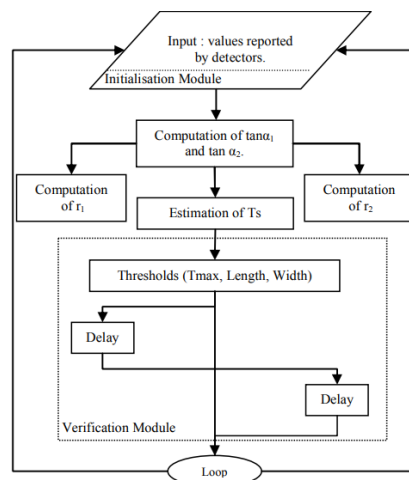 Input : values reported
by detectors.
Initialisation Module
Computation of tanα₁
and tan α₂.
Computation
of r₁
Computation
of r₂
Estimation of Ts
Thresholds (Tmax, Length, Width)
Delay
Delay
Verification Module
Loop